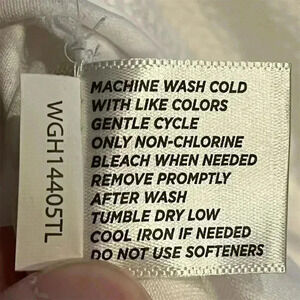 WGH14405TL
MACHINE WASH COLD
WITH LIKE COLORS
GENTLE CYCLE
ONLY NON-CHLORINE
BLEACH WHEN NEEDED
REMOVE PROMPTLY
AFTER WASH
TUMBLE DRY LOW
COOL IRON IF NEEDED
DO NOT USE SOFTENERS